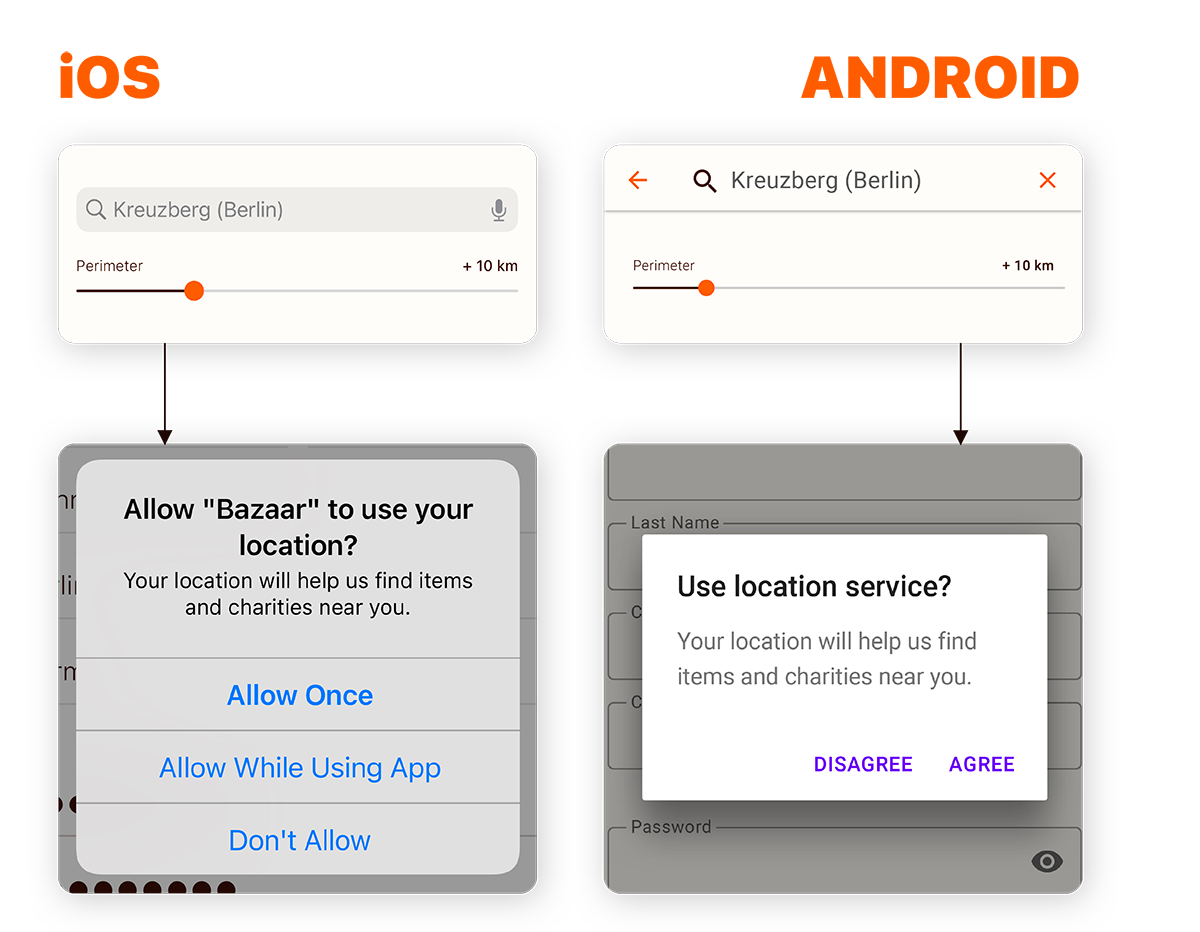 iOS
ANDROID
Kreuzberg (Berlin)
Perimeter
+ 10 km
Kreuzberg (Berlin)
Perimeter
+ 10 km
Allow "Bazaar" to use your
location?
Your location will help us find items
and charities near you.
Allow Once
Allow While Using App
Don't Allow
Last Name
Use location service?
Your location will help us find
items and charities near you.
DISAGREE
AGREE
Password